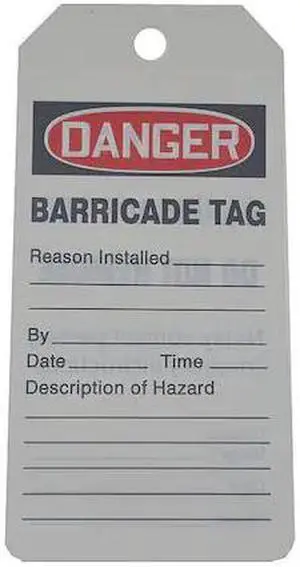 DANGER
BARRICADE TAG
Reason Installed
By
Date Time
Description of Hazard